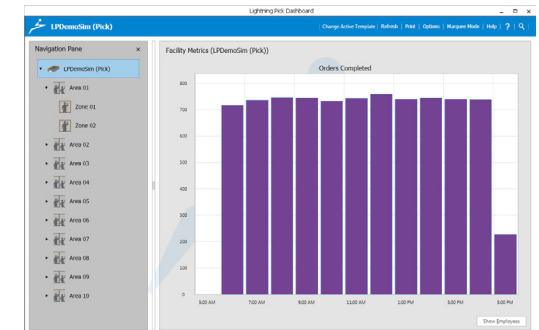 Lightning Pick Dashboard
LPDemoSim (Pick)
| Change Active Template | Refresh | Print | Options | Marquee Mode | Help | ? |
Navigation Pane x
LPDemoSim (Pick)
Area 01
Zone 01
Zone 02
Area 02
Area 03
Area 04
Area 05
Area 06
Area 07
Area 08
Area 09
Area 10
Facility Metrics (LPDemoSim (Pick))
Orders Completed
800
700
600
500
400
300
200
100
0
5:00 AM 7:00 AM 9:00 AM 11:00 AM 1:00 PM 3:00 PM 5:00 PM
Show Employees